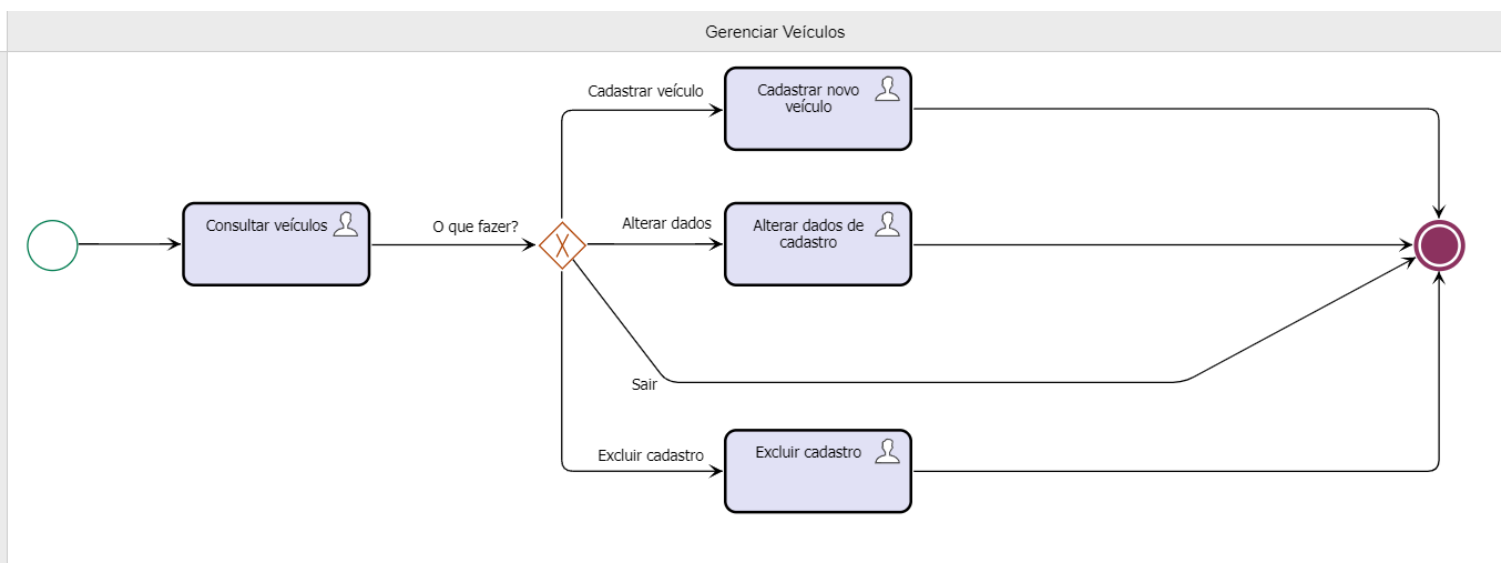 Gerenciar Veículos
Cadastrar veículo
Cadastrar novo
veículo
Consultar veículos
O que fazer?
X
Alterar dados
Alterar dados de
cadastro
Sair
Excluir cadastro
Excluir cadastro